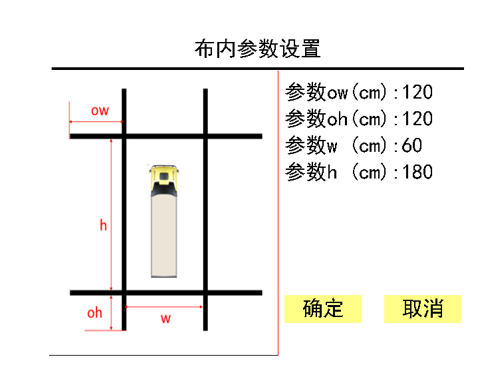 布内参数设置
ow
参数ow(cm):120
参数oh(cm):120
参数w (cm):60
参数h (cm):180
h
oh
w
确定
取消